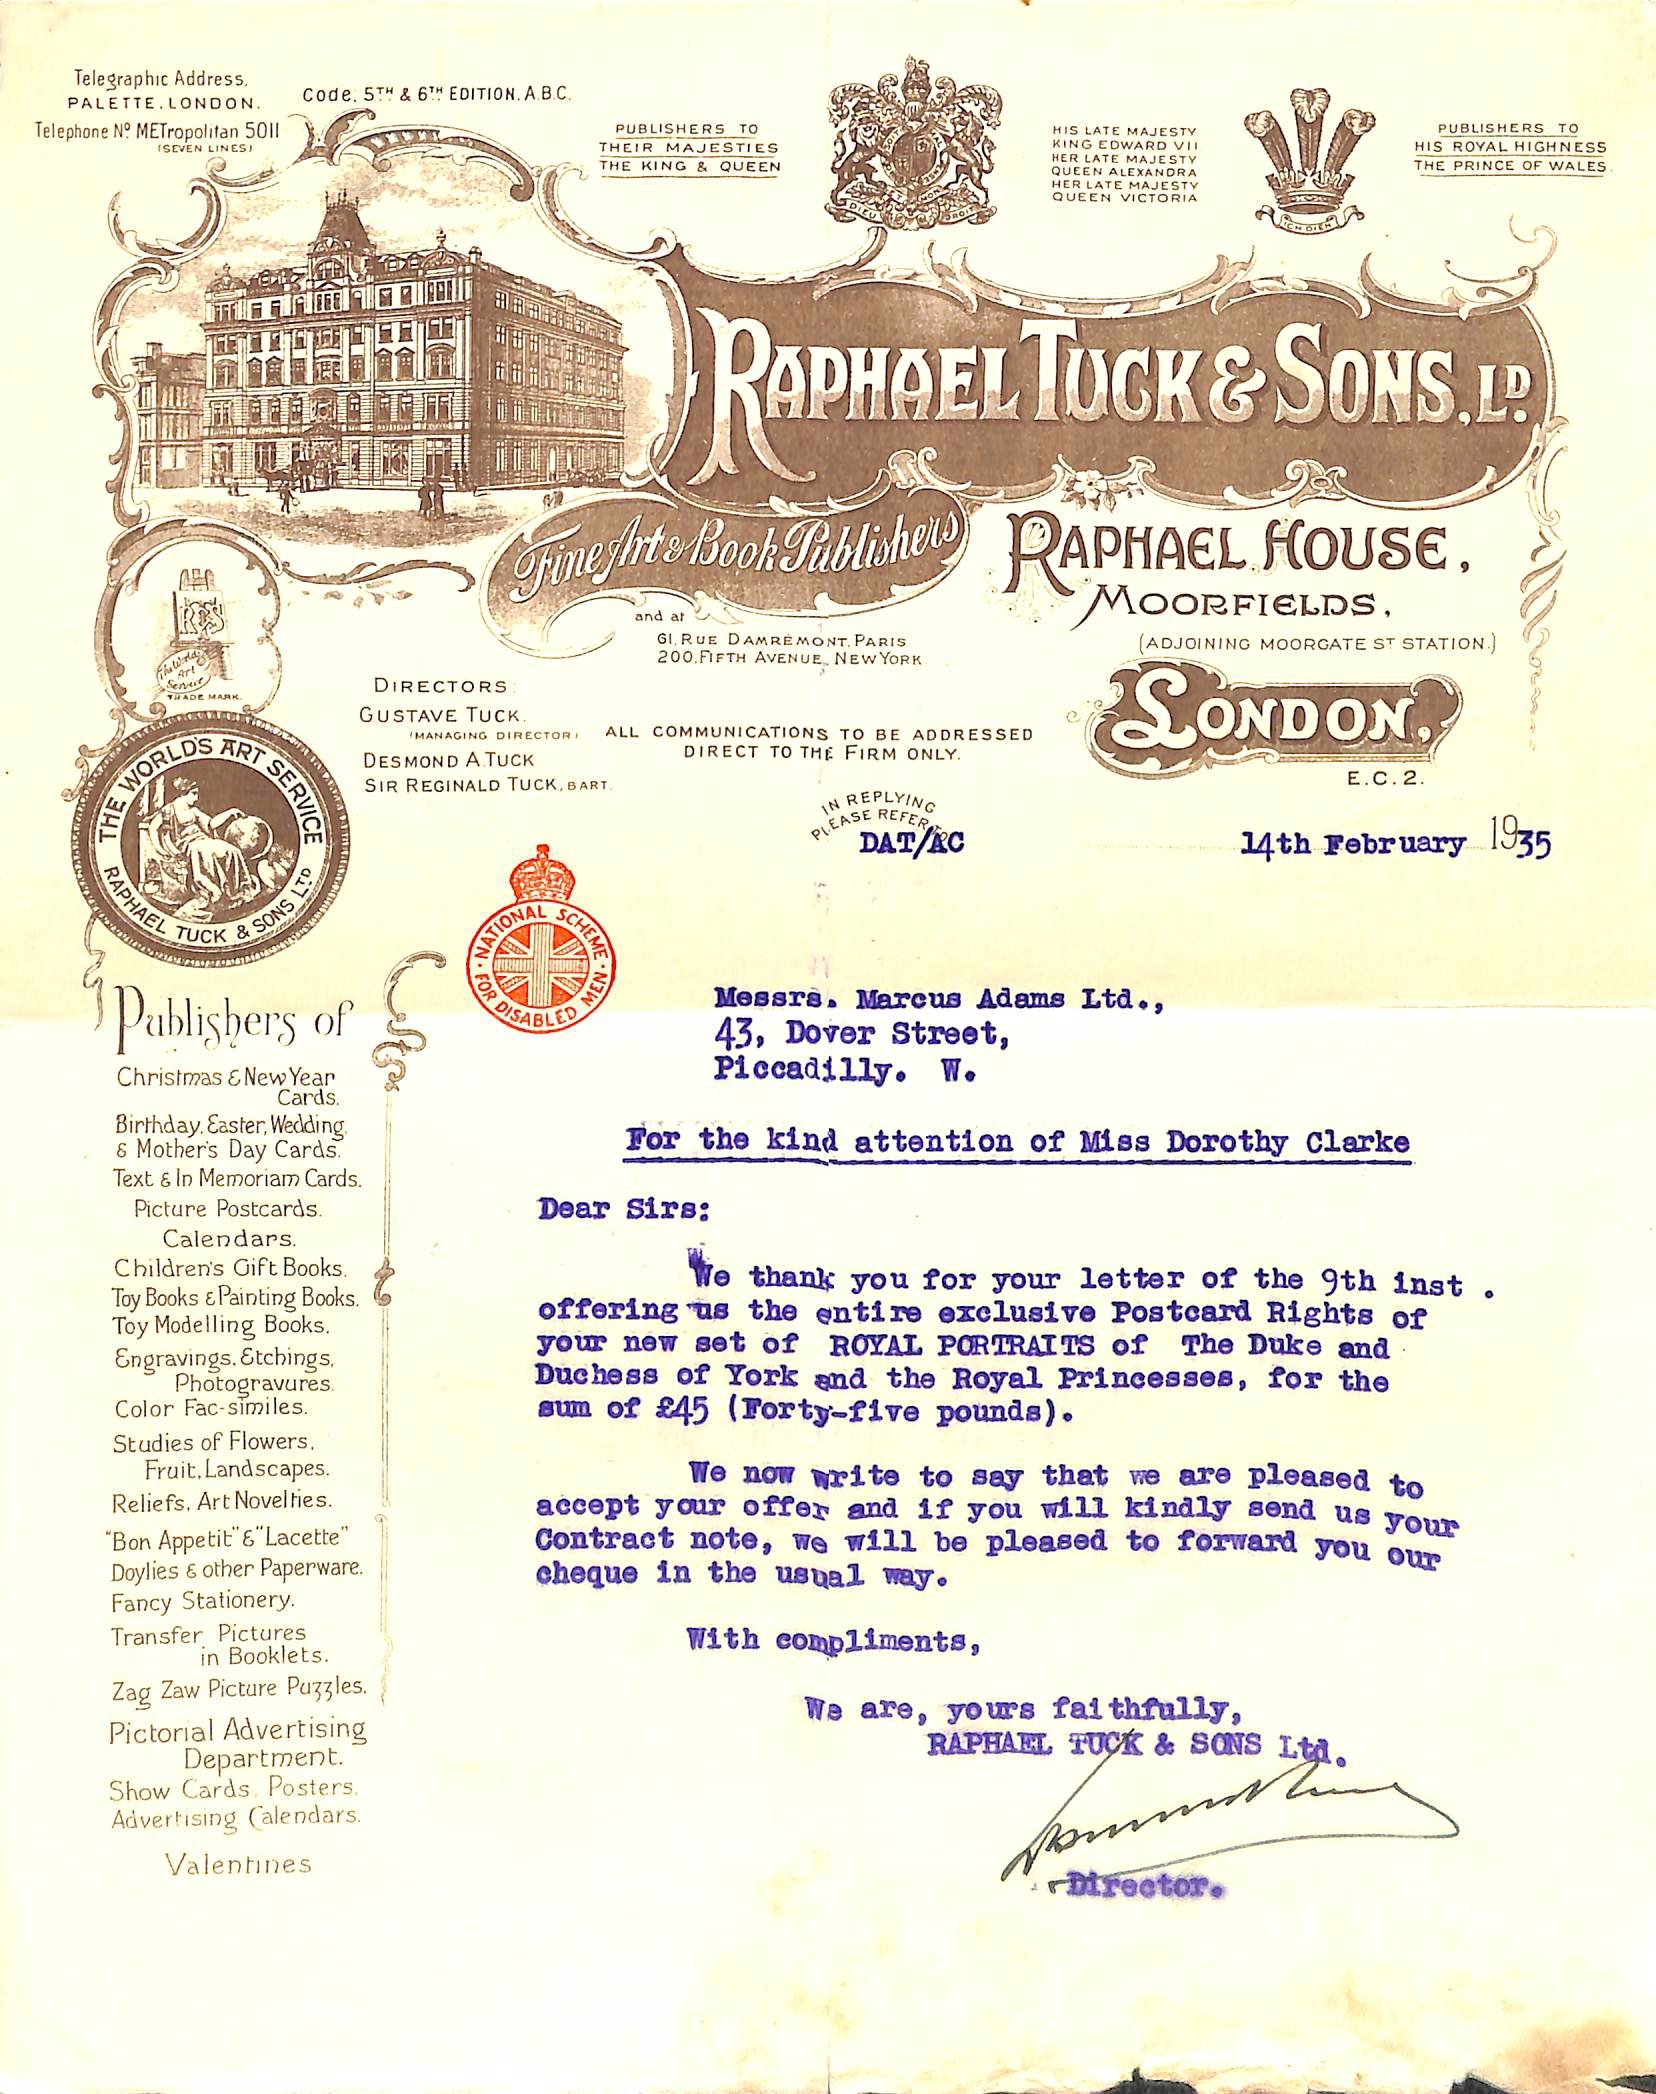 Telegraphic Address.
PALETTE. LONDON.
Telephone Nº METropolitan 5011
(SEVEN LINES)
Code, 5TH & 6TH EDITION. A.B.C.
PUBLISHERS TO
THEIR MAJESTIES
THE KING & QUEEN
DIEU ET MON DROIT
HIS LATE MAJESTY
KING EDWARD VII
HER LATE MAJESTY
QUEEN ALEXANDRA
HER LATE MAJESTY
QUEEN VICTORIA
ICH DIEN
PUBLISHERS TO
HIS ROYAL HIGHNESS
THE PRINCE OF WALES.
RAPHAEL TUCK & SONS, LD.
Fine Art & Book Publishers
RAPHAEL HOUSE,
MOORFIELDS,
(ADJOINING MOORGATE ST STATION.)
LONDON,
E.C.2.
and at
61, RUE DAMRÉMONT, PARIS
200, FIFTH AVENUE, NEW YORK.
The World's
Art
Service
TRADE MARK.
DIRECTORS:
GUSTAVE TUCK.
(MANAGING DIRECTOR)
DESMOND A. TUCK
SIR REGINALD TUCK, BART.
ALL COMMUNICATIONS TO BE ADDRESSED
DIRECT TO THE FIRM ONLY.
THE WORLD'S ART SERVICE
RAPHAEL TUCK & SONS LTD
IN REPLYING
PLEASE REFER TO
DAT/AC
14th February 1935
NATIONAL SCHEME
FOR DISABLED MEN
Messrs. Marcus Adams Ltd.,
43, Dover Street,
Piccadilly. W.
For the kind attention of Miss Dorothy Clarke
Dear Sirs:
We thank you for your letter of the 9th inst .
offering us the entire exclusive Postcard Rights of
your new set of ROYAL PORTRAITS of The Duke and
Duchess of York and the Royal Princesses, for the
sum of £45 (Forty-five pounds).
We now write to say that we are pleased to
accept your offer and if you will kindly send us your
Contract note, we will be pleased to forward you our
cheque in the usual way.
With compliments,
We are, yours faithfully,
RAPHAEL TUCK & SONS Ltd.
Director.
Publishers of
Christmas & New Year
Cards.
Birthday, Easter, Wedding,
& Mother's Day Cards.
Text & In Memoriam Cards.
Picture Postcards.
Calendars.
Children's Gift Books.
Toy Books & Painting Books.
Toy Modelling Books.
Engravings, Etchings,
Photogravures.
Color Fac-similes.
Studies of Flowers,
Fruit, Landscapes.
Reliefs, Art Novelties.
"Bon Appetit" & "Lacette"
Doylies & other Paperware.
Fancy Stationery.
Transfer Pictures
in Booklets.
Zag Zaw Picture Puzzles.
Pictorial Advertising
Department.
Show Cards, Posters.
Advertising Calendars.
Valentines